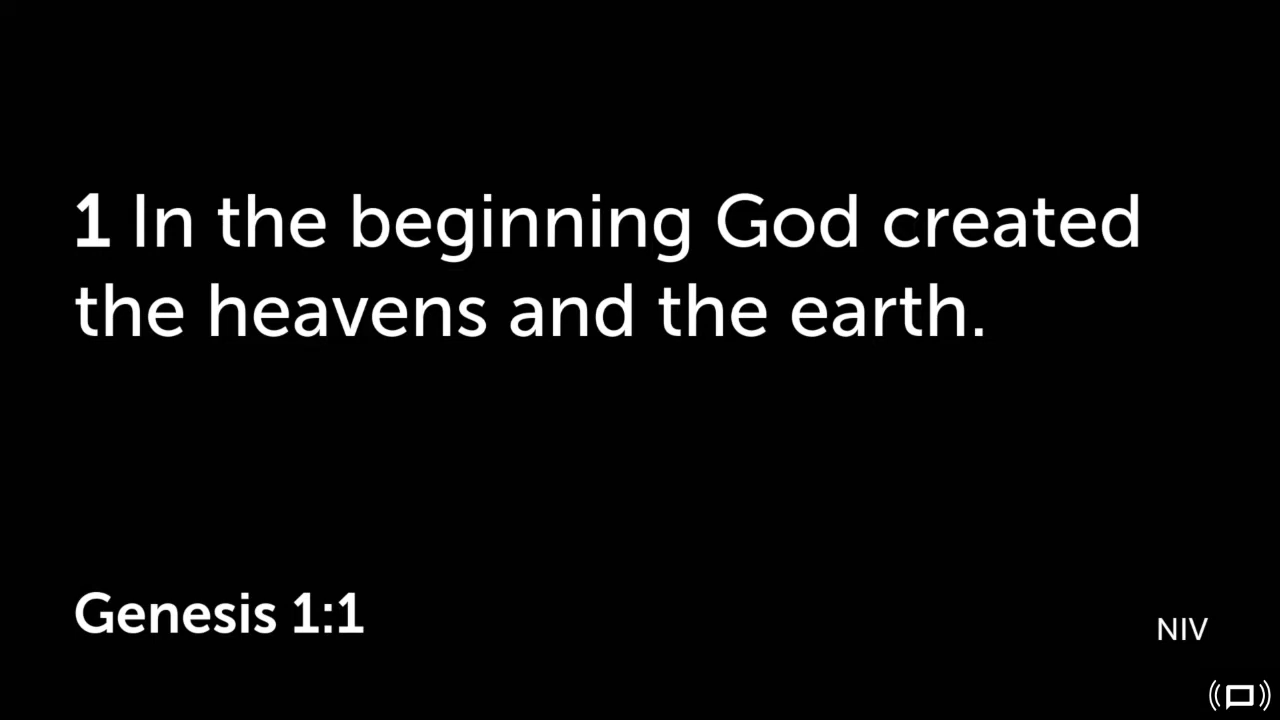 1 In the beginning God created
the heavens and the earth.
Genesis 1:1
NIV